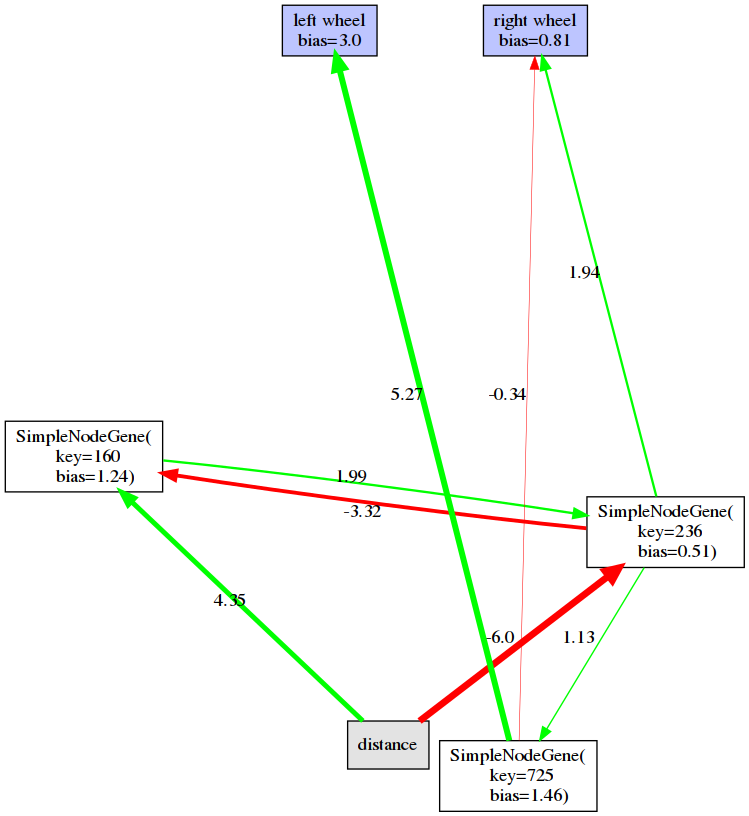 left wheel
bias=3.0
right wheel
bias=0.81
1.94
5.27
-0.34
SimpleNodeGene(
key=160
bias=1.24)
1.99
-3.32
SimpleNodeGene(
key=236
bias=0.51)
4.35
-6.0
1.13
distance
SimpleNodeGene(
key=725
bias=1.46)